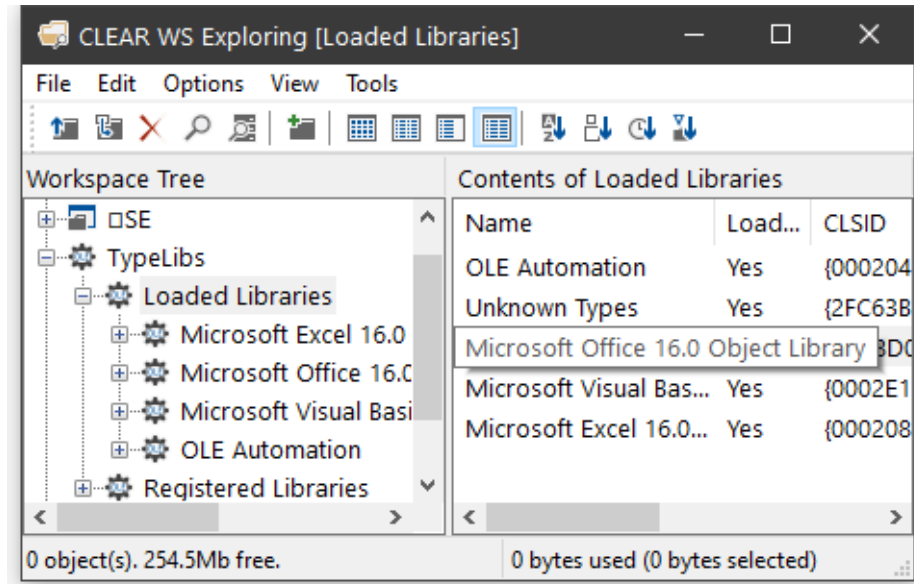 CLEAR WS Exploring [Loaded Libraries]
File Edit Options View Tools
Workspace Tree
□SE
TypeLibs
Loaded Libraries
Microsoft Excel 16.0
Microsoft Office 16.0
Microsoft Visual Basi
OLE Automation
Registered Libraries
Contents of Loaded Libraries
Name Load... CLSID
OLE Automation Yes {000204
Unknown Types Yes {2FC63B
Microsoft Office 16.0 Object Library BD0
Microsoft Visual Bas... Yes {0002E1
Microsoft Excel 16.0... Yes {000208
0 object(s). 254.5Mb free.
0 bytes used (0 bytes selected)